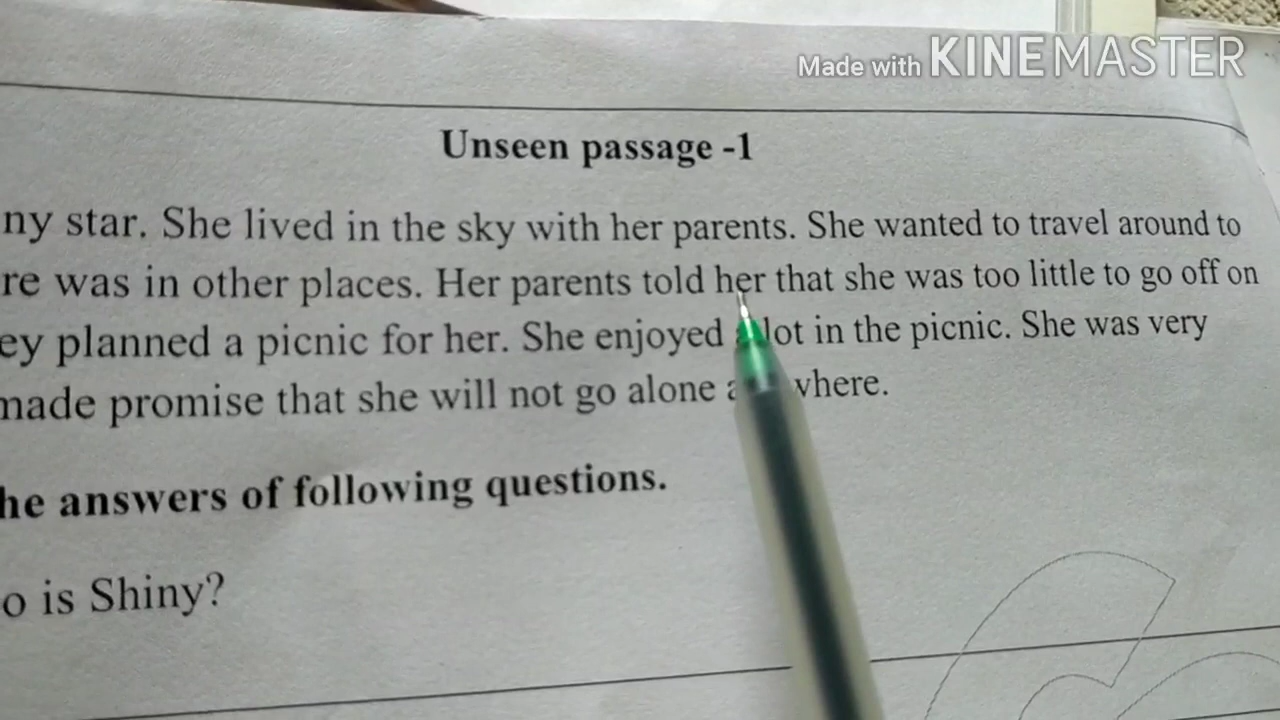 Made with KINEMASTER
Unseen passage -1
ny star. She lived in the sky with her parents. She wanted to travel around to
re was in other places. Her parents told her that she was too little to go off on
ey planned a picnic for her. She enjoyed lot in the picnic. She was very
made promise that she will not go alone a where.
he answers of following questions.
o is Shiny?